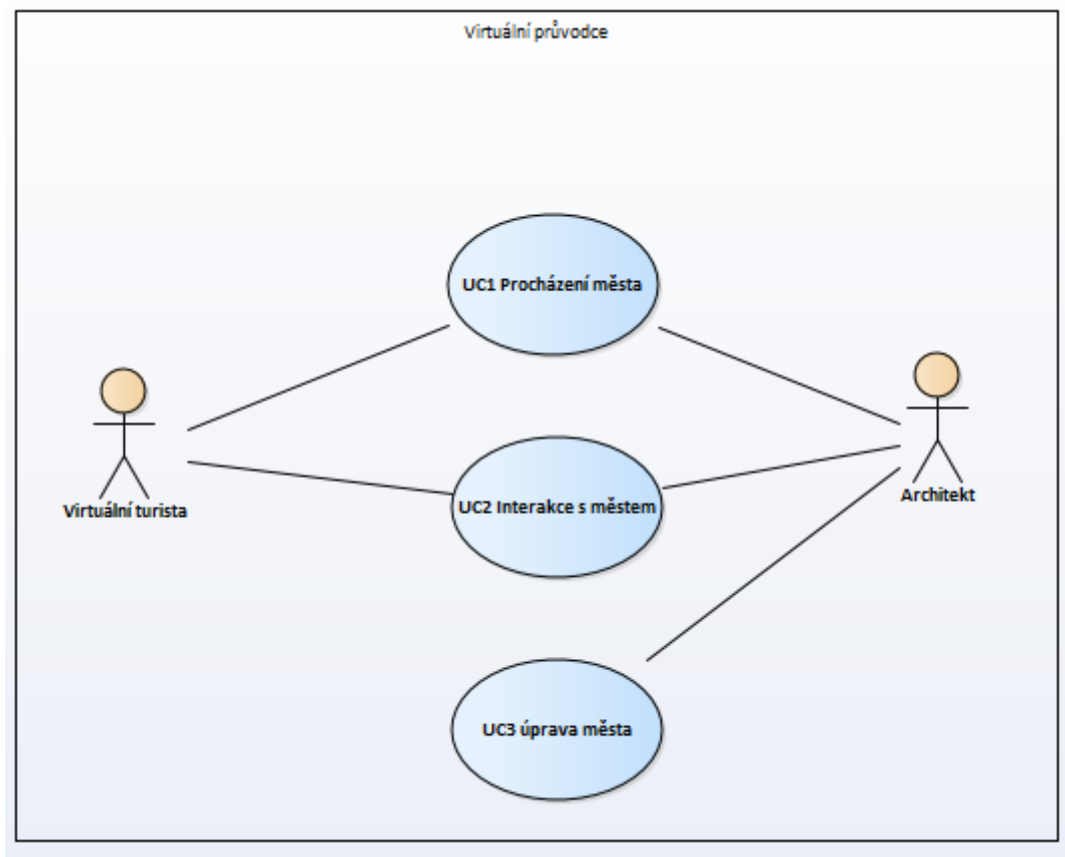 Virtuální průvodce
UC1 Procházení města
Virtuální turista
UC2 Interakce s městem
Architekt
UC3 úprava města